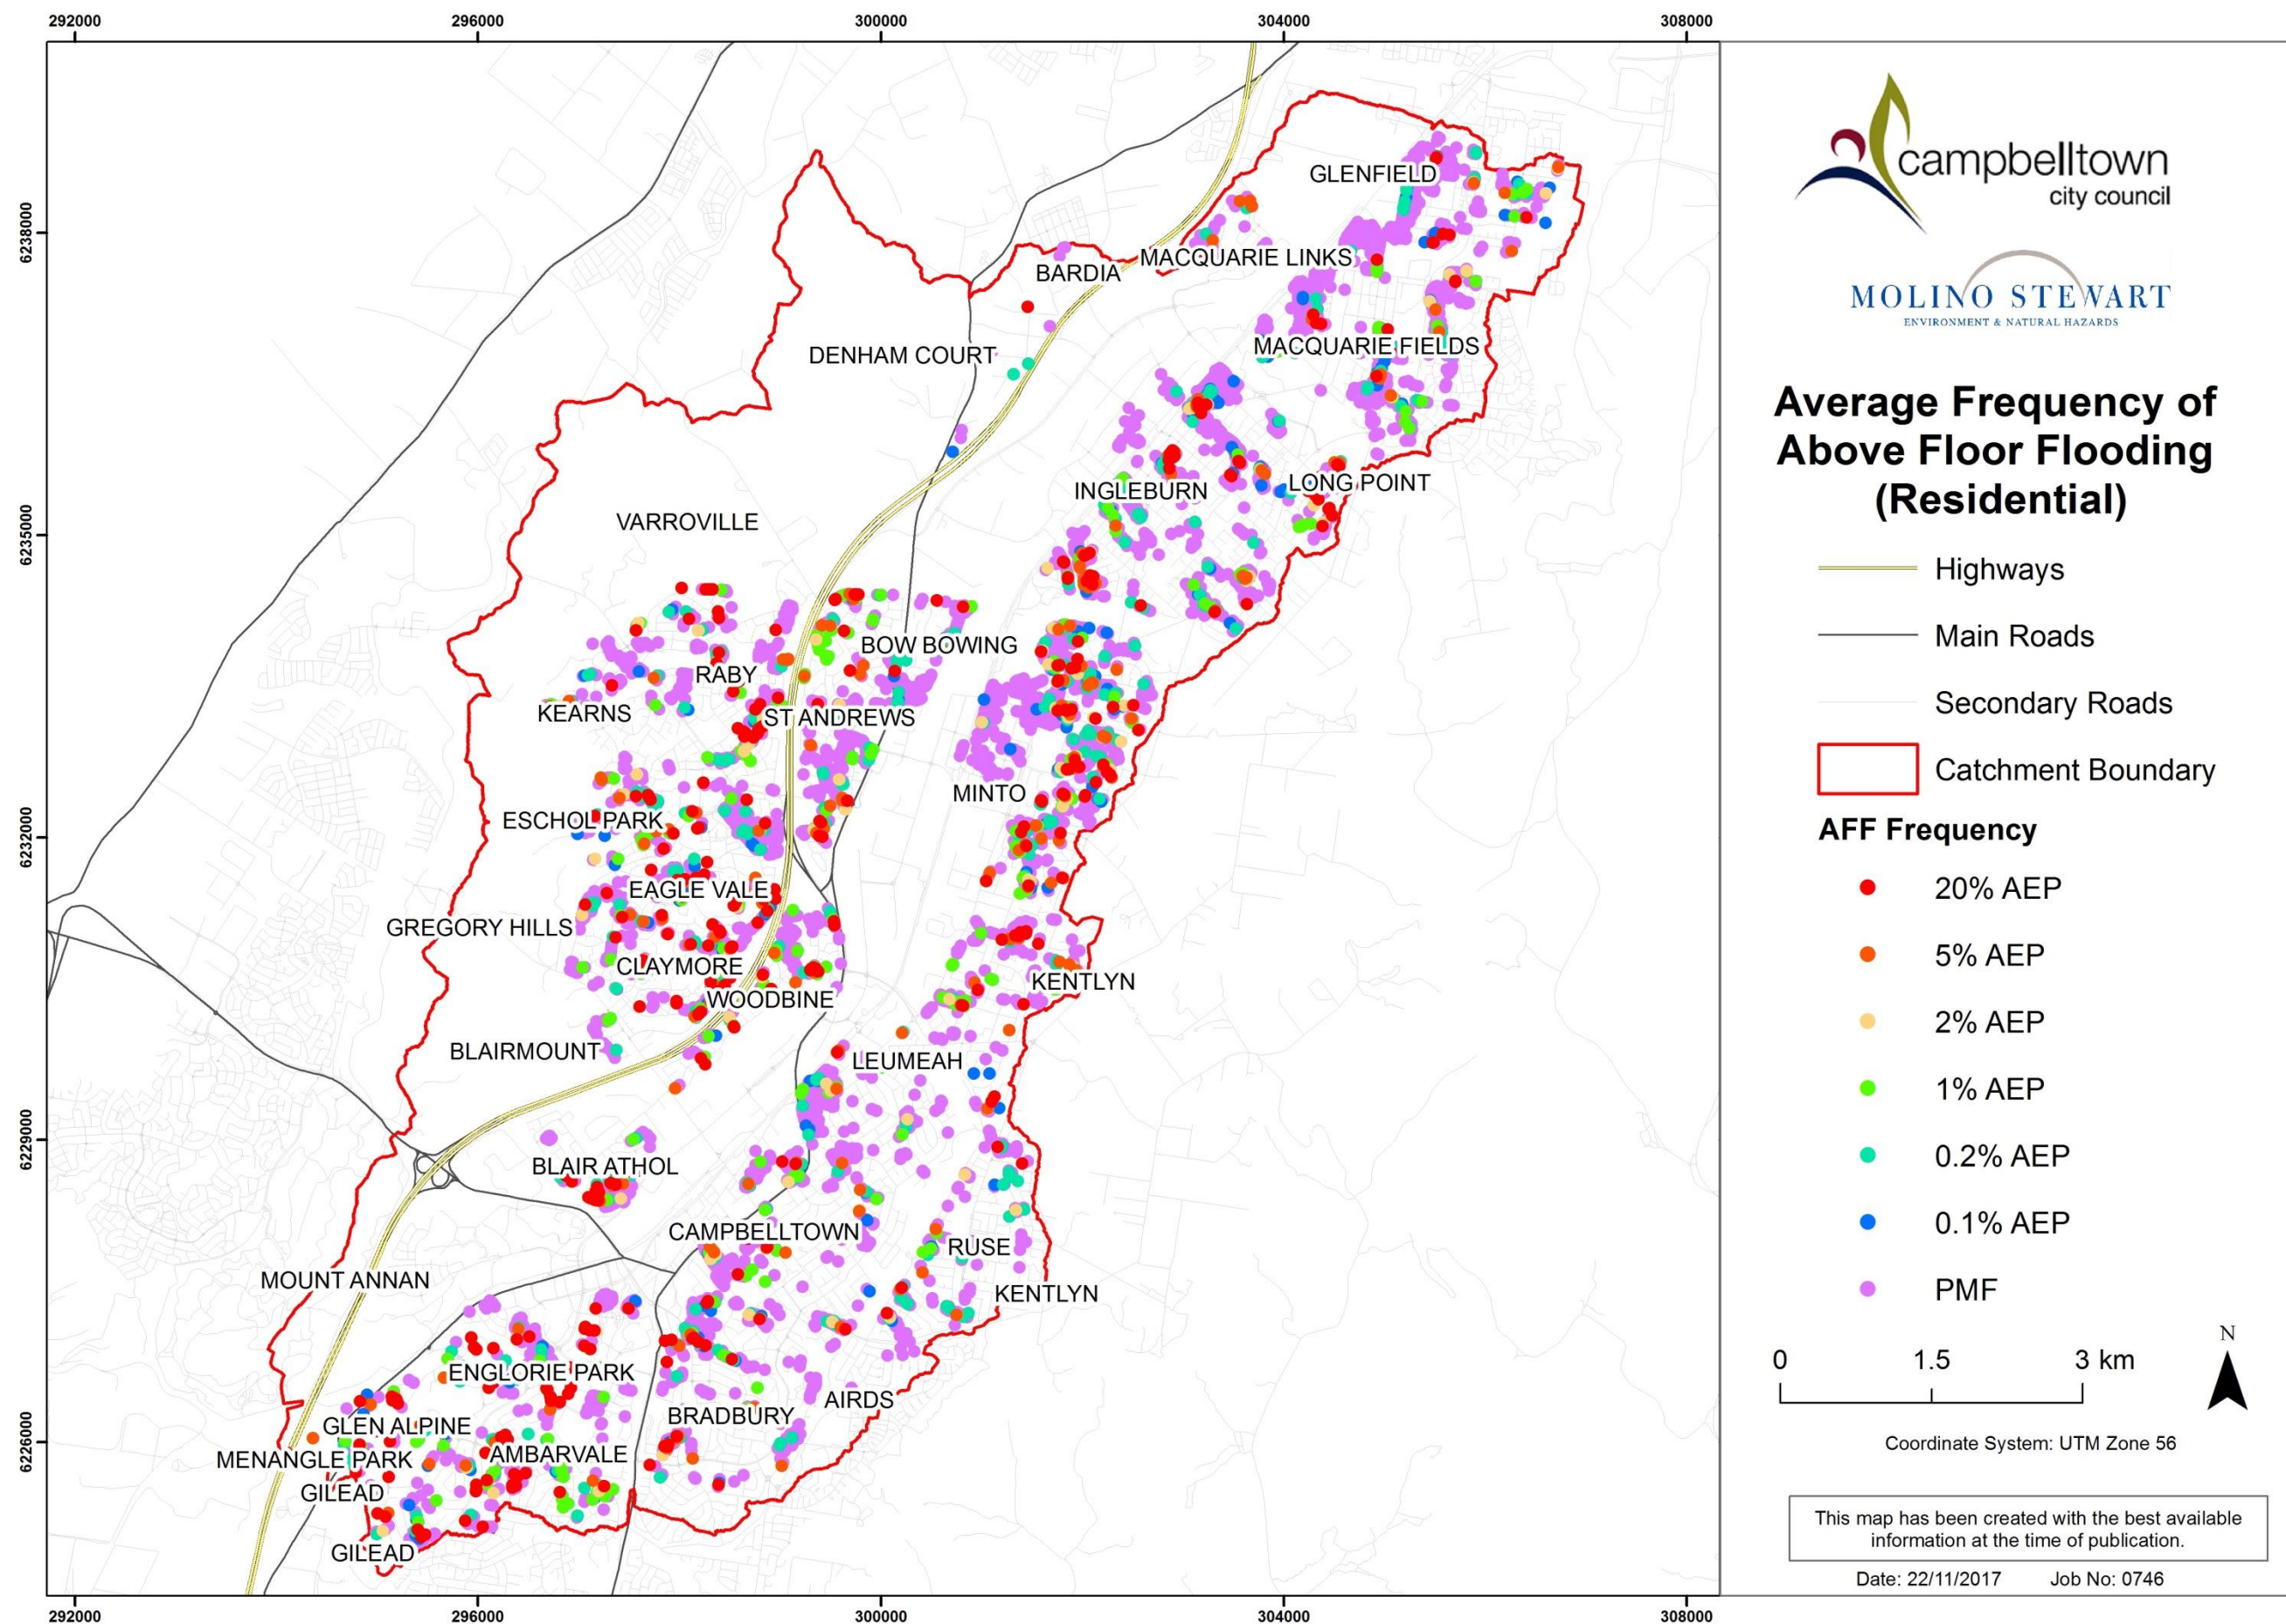 292000
296000
300000
304000
308000
6238000
6235000
6232000
6229000
6226000
GLENFIELD
MACQUARIE LINKS
BARDIA
DENHAM COURT
MACQUARIE FIELDS
LONG POINT
INGLEBURN
VARROVILLE
BOW BOWING
RABY
KEARNS
ST ANDREWS
MINTO
ESCHOL PARK
EAGLE VALE
GREGORY HILLS
CLAYMORE
KENTLYN
WOODBINE
BLAIRMOUNT
LEUMEAH
BLAIR ATHOL
CAMPBELLTOWN
RUSE
MOUNT ANNAN
KENTLYN
ENGLORIE PARK
AIRDS
BRADBURY
GLEN ALPINE
AMBARVALE
MENANGLE PARK
GILEAD
GILEAD
292000
296000
300000
304000
308000
campbelltown
city council
MOLINO STEWART
ENVIRONMENT & NATURAL HAZARDS
Average Frequency of
Above Floor Flooding
(Residential)
Highways
Main Roads
Secondary Roads
Catchment Boundary
AFF Frequency
20% AEP
5% AEP
2% AEP
1% AEP
0.2% AEP
0.1% AEP
PMF
N
0 1.5 3 km
Coordinate System: UTM Zone 56
This map has been created with the best available
information at the time of publication.
Date: 22/11/2017 Job No: 0746